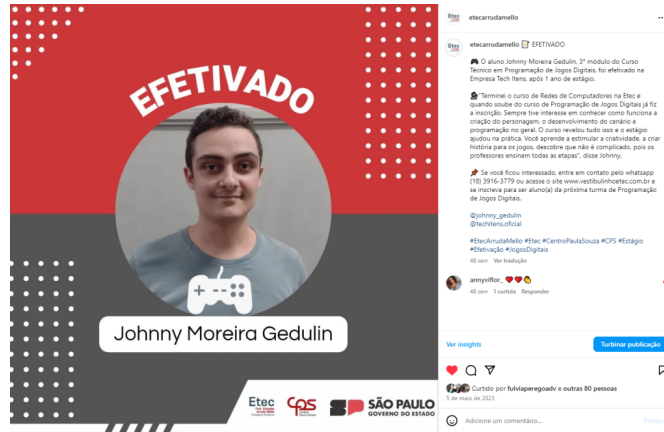 EFETIVADO
Johnny Moreira Gedulin
Etec
CPS
SÃO PAULO
GOVERNO DO ESTADO
etecarrudamello
etecarrudamello EFETIVADO
O aluno Johnny Moreira Gedulin, 3° módulo do Curso
Técnico em Programação de Jogos Digitais, foi efetivado na
Empresa Tech Itens, após 1 ano de estágio.
"Terminei o curso de Redes de Computadores na Etec e
quando soube do curso de Programação de Jogos Digitais já fiz
a inscrição. Sempre tive interesse em conhecer como funciona a
criação do personagem, o desenvolvimento do cenário e
programação no geral. O curso revelou tudo isso e o estágio
ajudou na prática. Você aprende a estimular a criatividade, a criar
história para os jogos, descobre que não é complicado, pois os
professores ensinam todas as etapas", disse Johnny.
Se você ficou interessado, entre em contato pelo whatsapp
(18) 3916-3779 ou acesse o site www.vestibulinhoetec.com.br e
se inscreva para ser aluno(a) da próxima turma de Programação
de Jogos Digitais.
@johnny_gedulin
@techitens.oficial
#EtecArrudaMello #Etec #CentroPaulaSouza #CPS #Estágio
#Efetivação #JogosDigitais
48 sem Ver tradução
annyviflor_
48 sem 1 curtida Responder
Ver insights
Turbinar publicação
Curtido por fulviaperegoadv e outras 80 pessoas
5 de maio de 2023
Adicione um comentário...